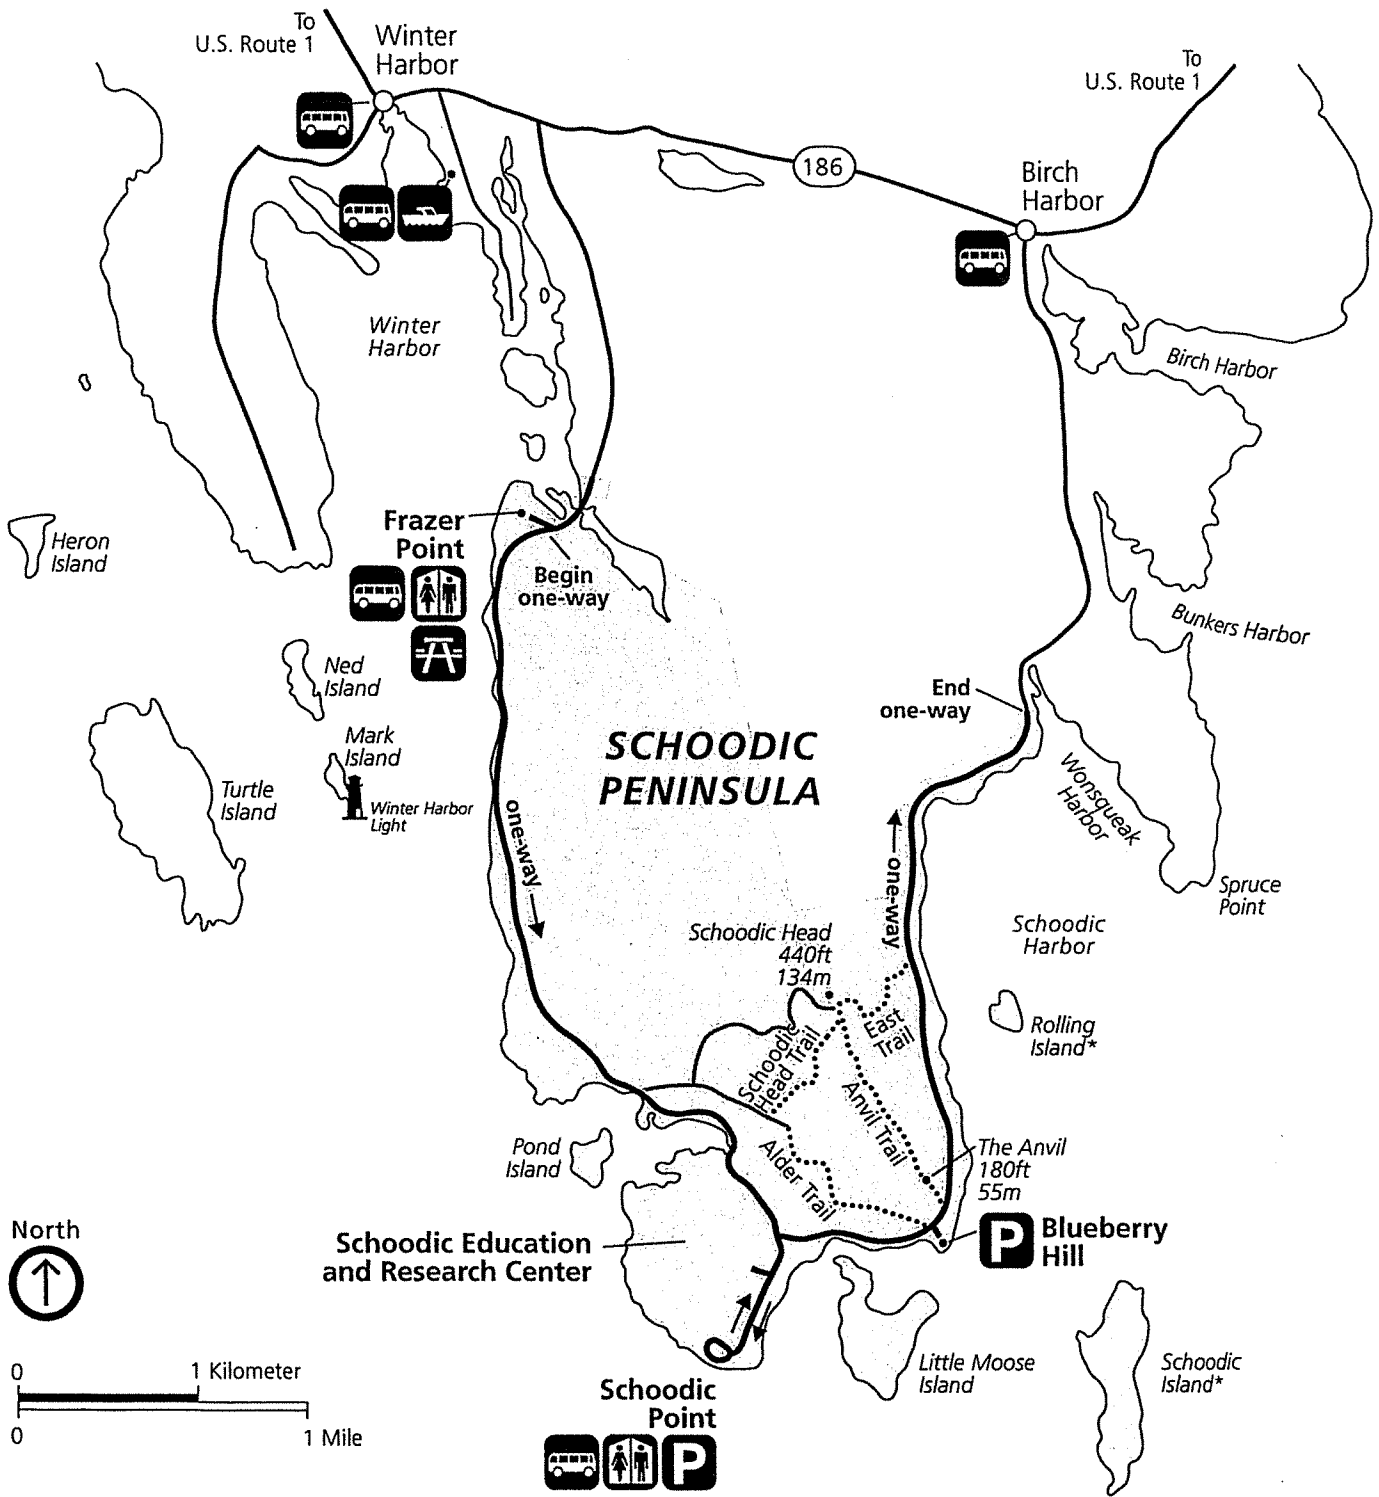 To
U.S. Route 1
Winter
Harbor
To
U.S. Route 1
186
Birch
Harbor
Winter
Harbor
Birch Harbor
Frazer
Point
Begin
one-way
Heron
Island
Bunkers Harbor
Ned
Island
End
one-way
Mark
Island
SCHOODIC
PENINSULA
Turtle
Island
Winter Harbor
Light
Wonsqueak
Harbor
one-way
one-way
Spruce
Point
Schoodic
Harbor
Schoodic Head
440ft
134m
Rolling
Island*
East
Trail
Schoodic
Head Trail
Anvil Trail
Pond
Island
Alder Trail
The Anvil
180ft
55m
North
Schoodic Education
and Research Center
P
Blueberry
Hill
Little Moose
Island
Schoodic
Island*
0
1 Kilometer
0
1 Mile
Schoodic
Point
P